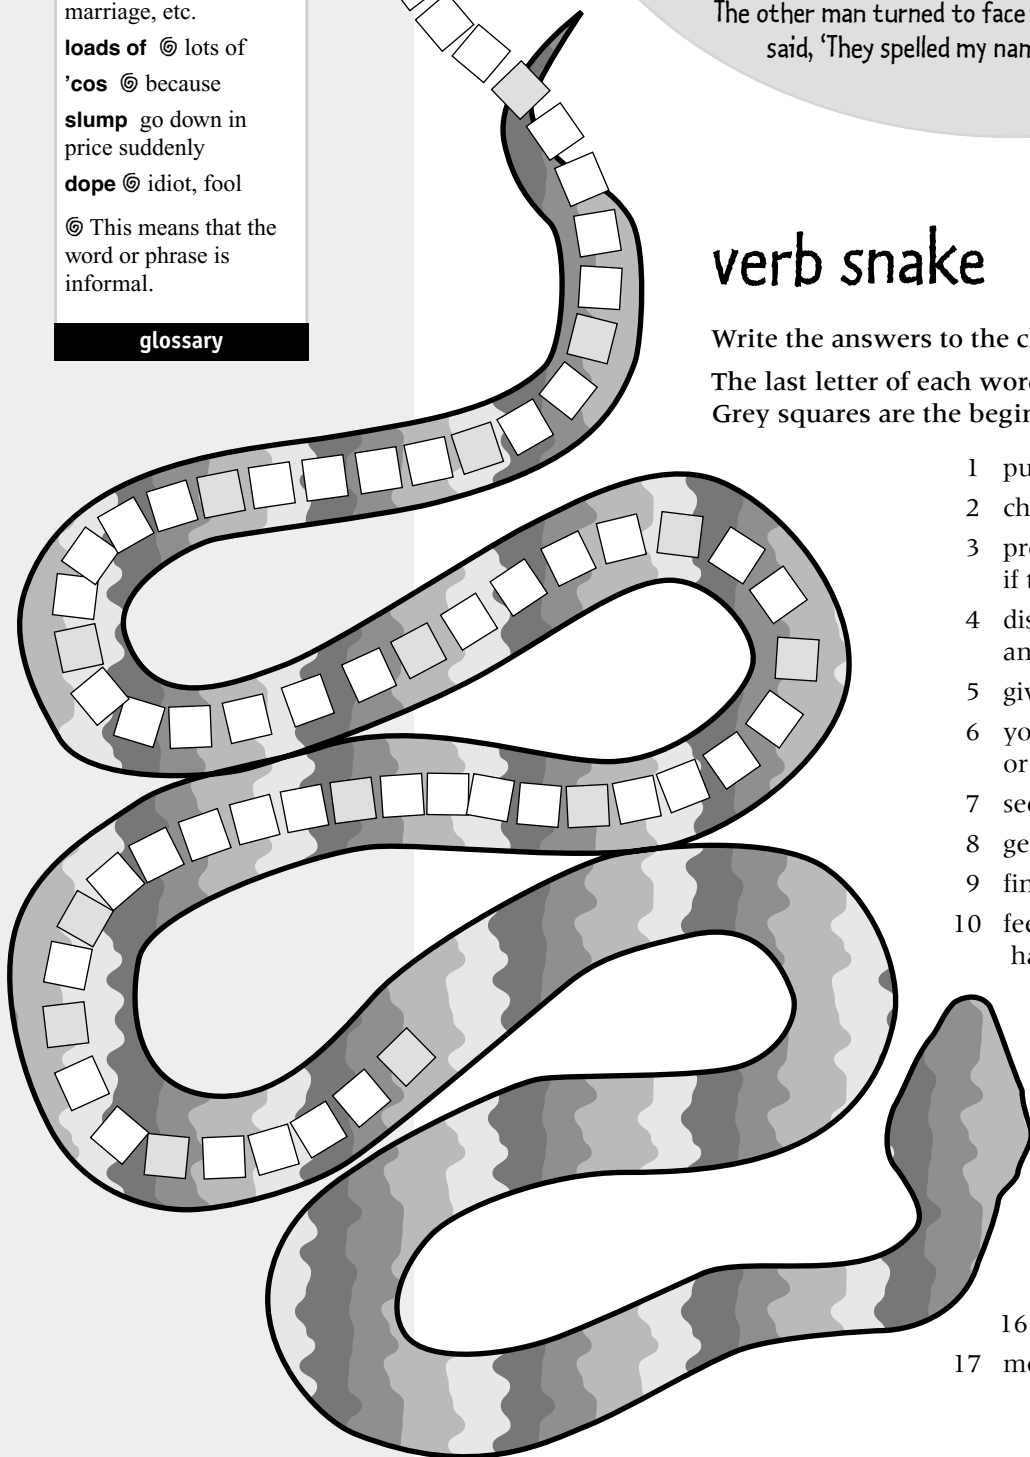 marriage, etc.
loads of lots of
’cos because
slump go down in
price suddenly
dope idiot, fool
This means that the
word or phrase is
informal.
glossary
The other man turned to face
said, ‘They spelled my nam
verb snake
Write the answers to the c
The last letter of each wor
Grey squares are the begin
1 pu
2 ch
3 pr
if t
4 dis
an
5 giv
6 yo
or
7 see
8 ge
9 fin
10 fee
ha
16
17 m